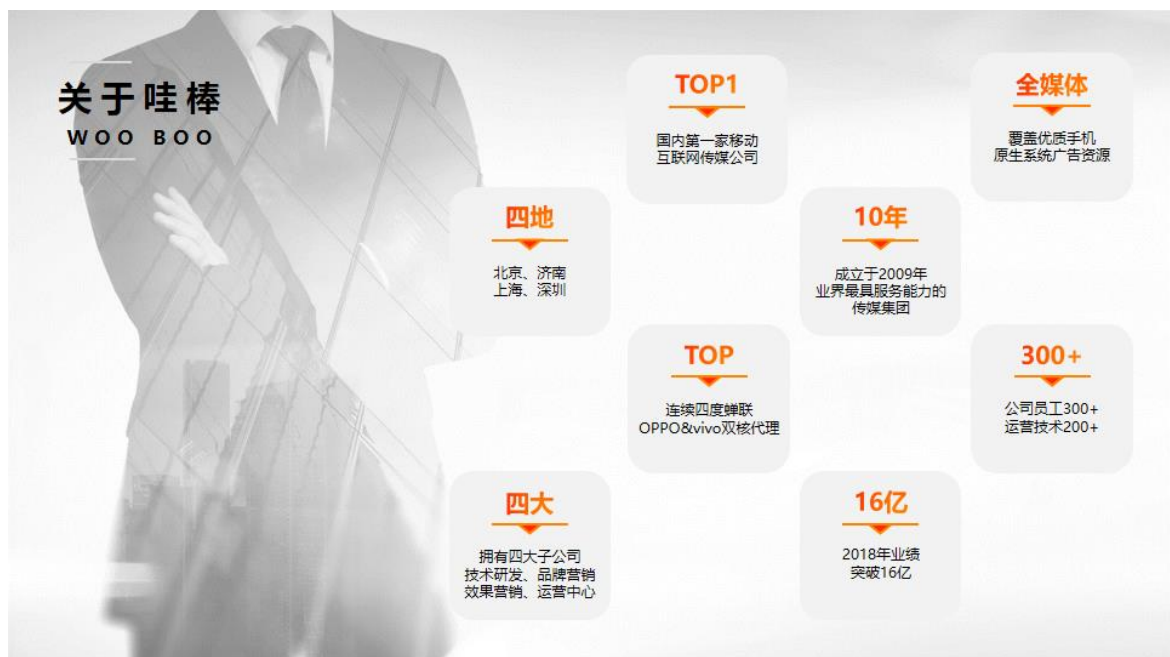 关于哇棒
WOO BOO
TOP1
国内第一家移动
互联网传媒公司
全媒体
覆盖优质手机
原生系统广告资源
四地
北京、济南
上海、深圳
10年
成立于2009年
业界最具服务能力的
传媒集团
TOP
连续四度蝉联
OPPO&vivo双核代理
300+
公司员工300+
运营技术200+
四大
拥有四大子公司
技术研发、品牌营销
效果营销、运营中心
16亿
2018年业绩
突破16亿